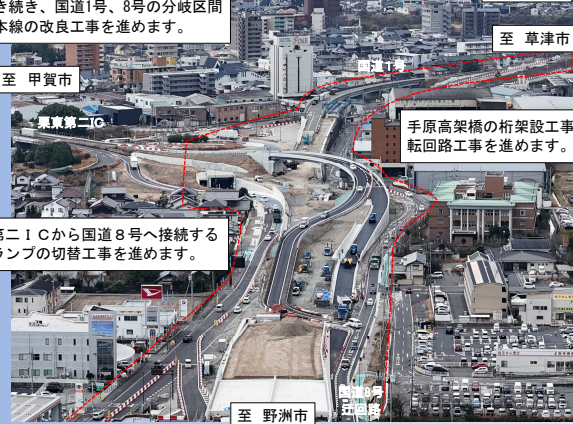 き続き、国道1号、8号の分岐区間
本線の改良工事を進めます。
至 草津市
国道1号
至 甲賀市
栗東第二IC
手原高架橋の桁架設工事
転回路工事を進めます。
第二ＩＣから国道８号へ接続する
ランプの切替工事を進めます。
国道8号
迂回路
至 野洲市